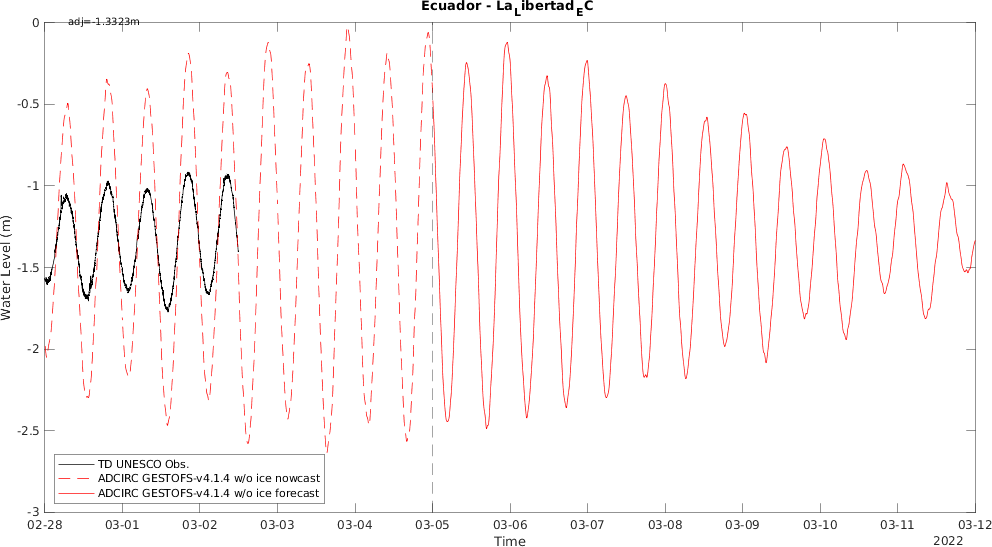 Ecuador - LaLibertadEC
adj=-1.3323m
0
-0.5
-1
-1.5
-2
-2.5
-3
Water Level (m)
TD UNESCO Obs.
ADCIRC GESTOFS-v4.1.4 w/o ice nowcast
ADCIRC GESTOFS-v4.1.4 w/o ice forecast
02-28 03-01 03-02 03-03 03-04 03-05 03-06 03-07 03-08 03-09 03-10 03-11 03-12
Time
2022